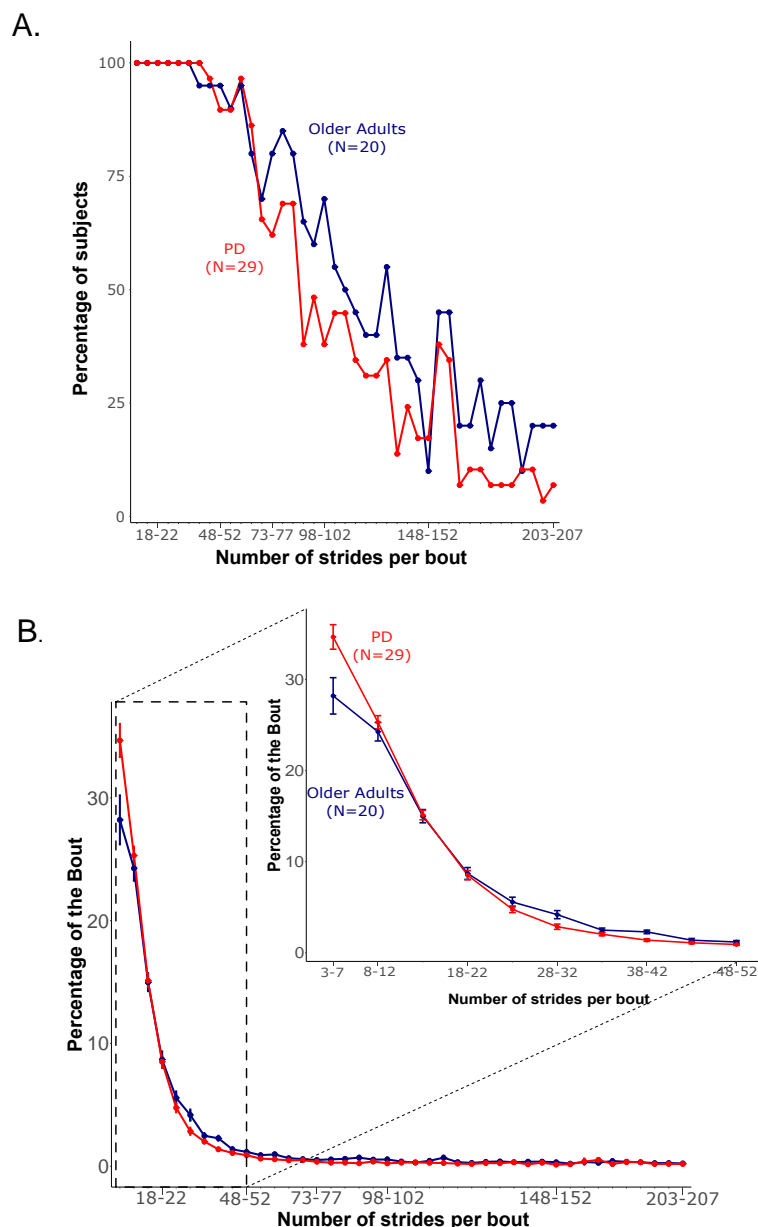 A.
100
75
50
25
0
Percentage of subjects
Older Adults
(N=20)
PD
(N=29)
18-22
48-52
73-77
98-102
148-152
203-207
Number of strides per bout
B.
30
20
10
0
Percentage of the Bout
PD
(N=29)
Older Adults
(N=20)
3-7
8-12
18-22
28-32
38-42
48-52
Number of strides per bout
30
20
10
0
Percentage of the Bout
18-22
48-52
73-77
98-102
148-152
203-207
Number of strides per bout